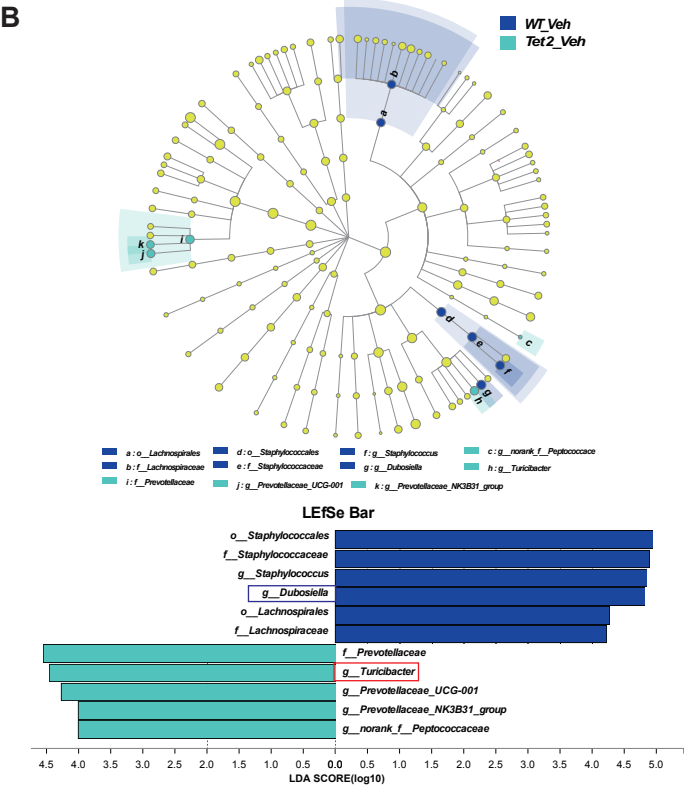 B
WT_Veh
Tet2_Veh
b
a
k
i
j
d
e
c
f
g
h
a : o__Lachnospirales d : o__Staphylococcales f : g__Staphylococcus c : g__norank_f__Peptococcace
b : f__Lachnospiraceae e : f__Staphylococcaceae g : g__Dubosiella h : g__Turicibacter
i : f__Prevotellaceae j : g__Prevotellaceae_UCG-001 k : g__Prevotellaceae_NK3B31_group
LEfSe Bar
o__Staphylococcales
f__Staphylococcaceae
g__Staphylococcus
g__Dubosiella
o__Lachnospirales
f__Lachnospiraceae
f__Prevotellaceae
g__Turicibacter
g__Prevotellaceae_UCG-001
g__Prevotellaceae_NK3B31_group
g__norank_f__Peptococcaceae
4.5 4.0 3.5 3.0 2.5 2.0 1.5 1.0 0.5 0.0 0.5 1.0 1.5 2.0 2.5 3.0 3.5 4.0 4.5 5.0
LDA SCORE(log10)